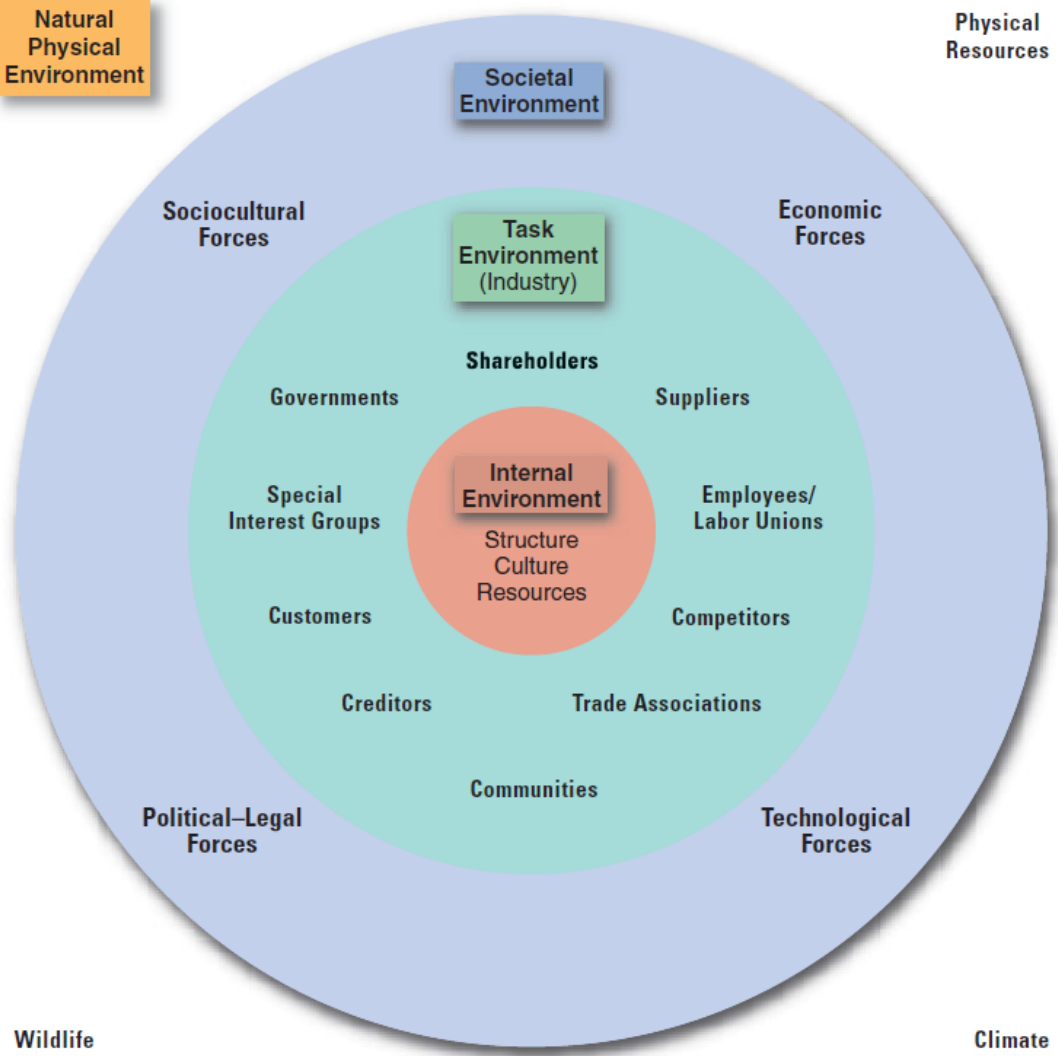 Natural
Physical
Environment
Physical
Resources
Societal
Environment
Sociocultural
Forces
Economic
Forces
Task
Environment
(Industry)
Shareholders
Governments
Suppliers
Internal
Environment
Structure
Culture
Resources
Special
Interest Groups
Employees/
Labor Unions
Customers
Competitors
Creditors
Trade Associations
Communities
Political–Legal
Forces
Technological
Forces
Wildlife
Climate